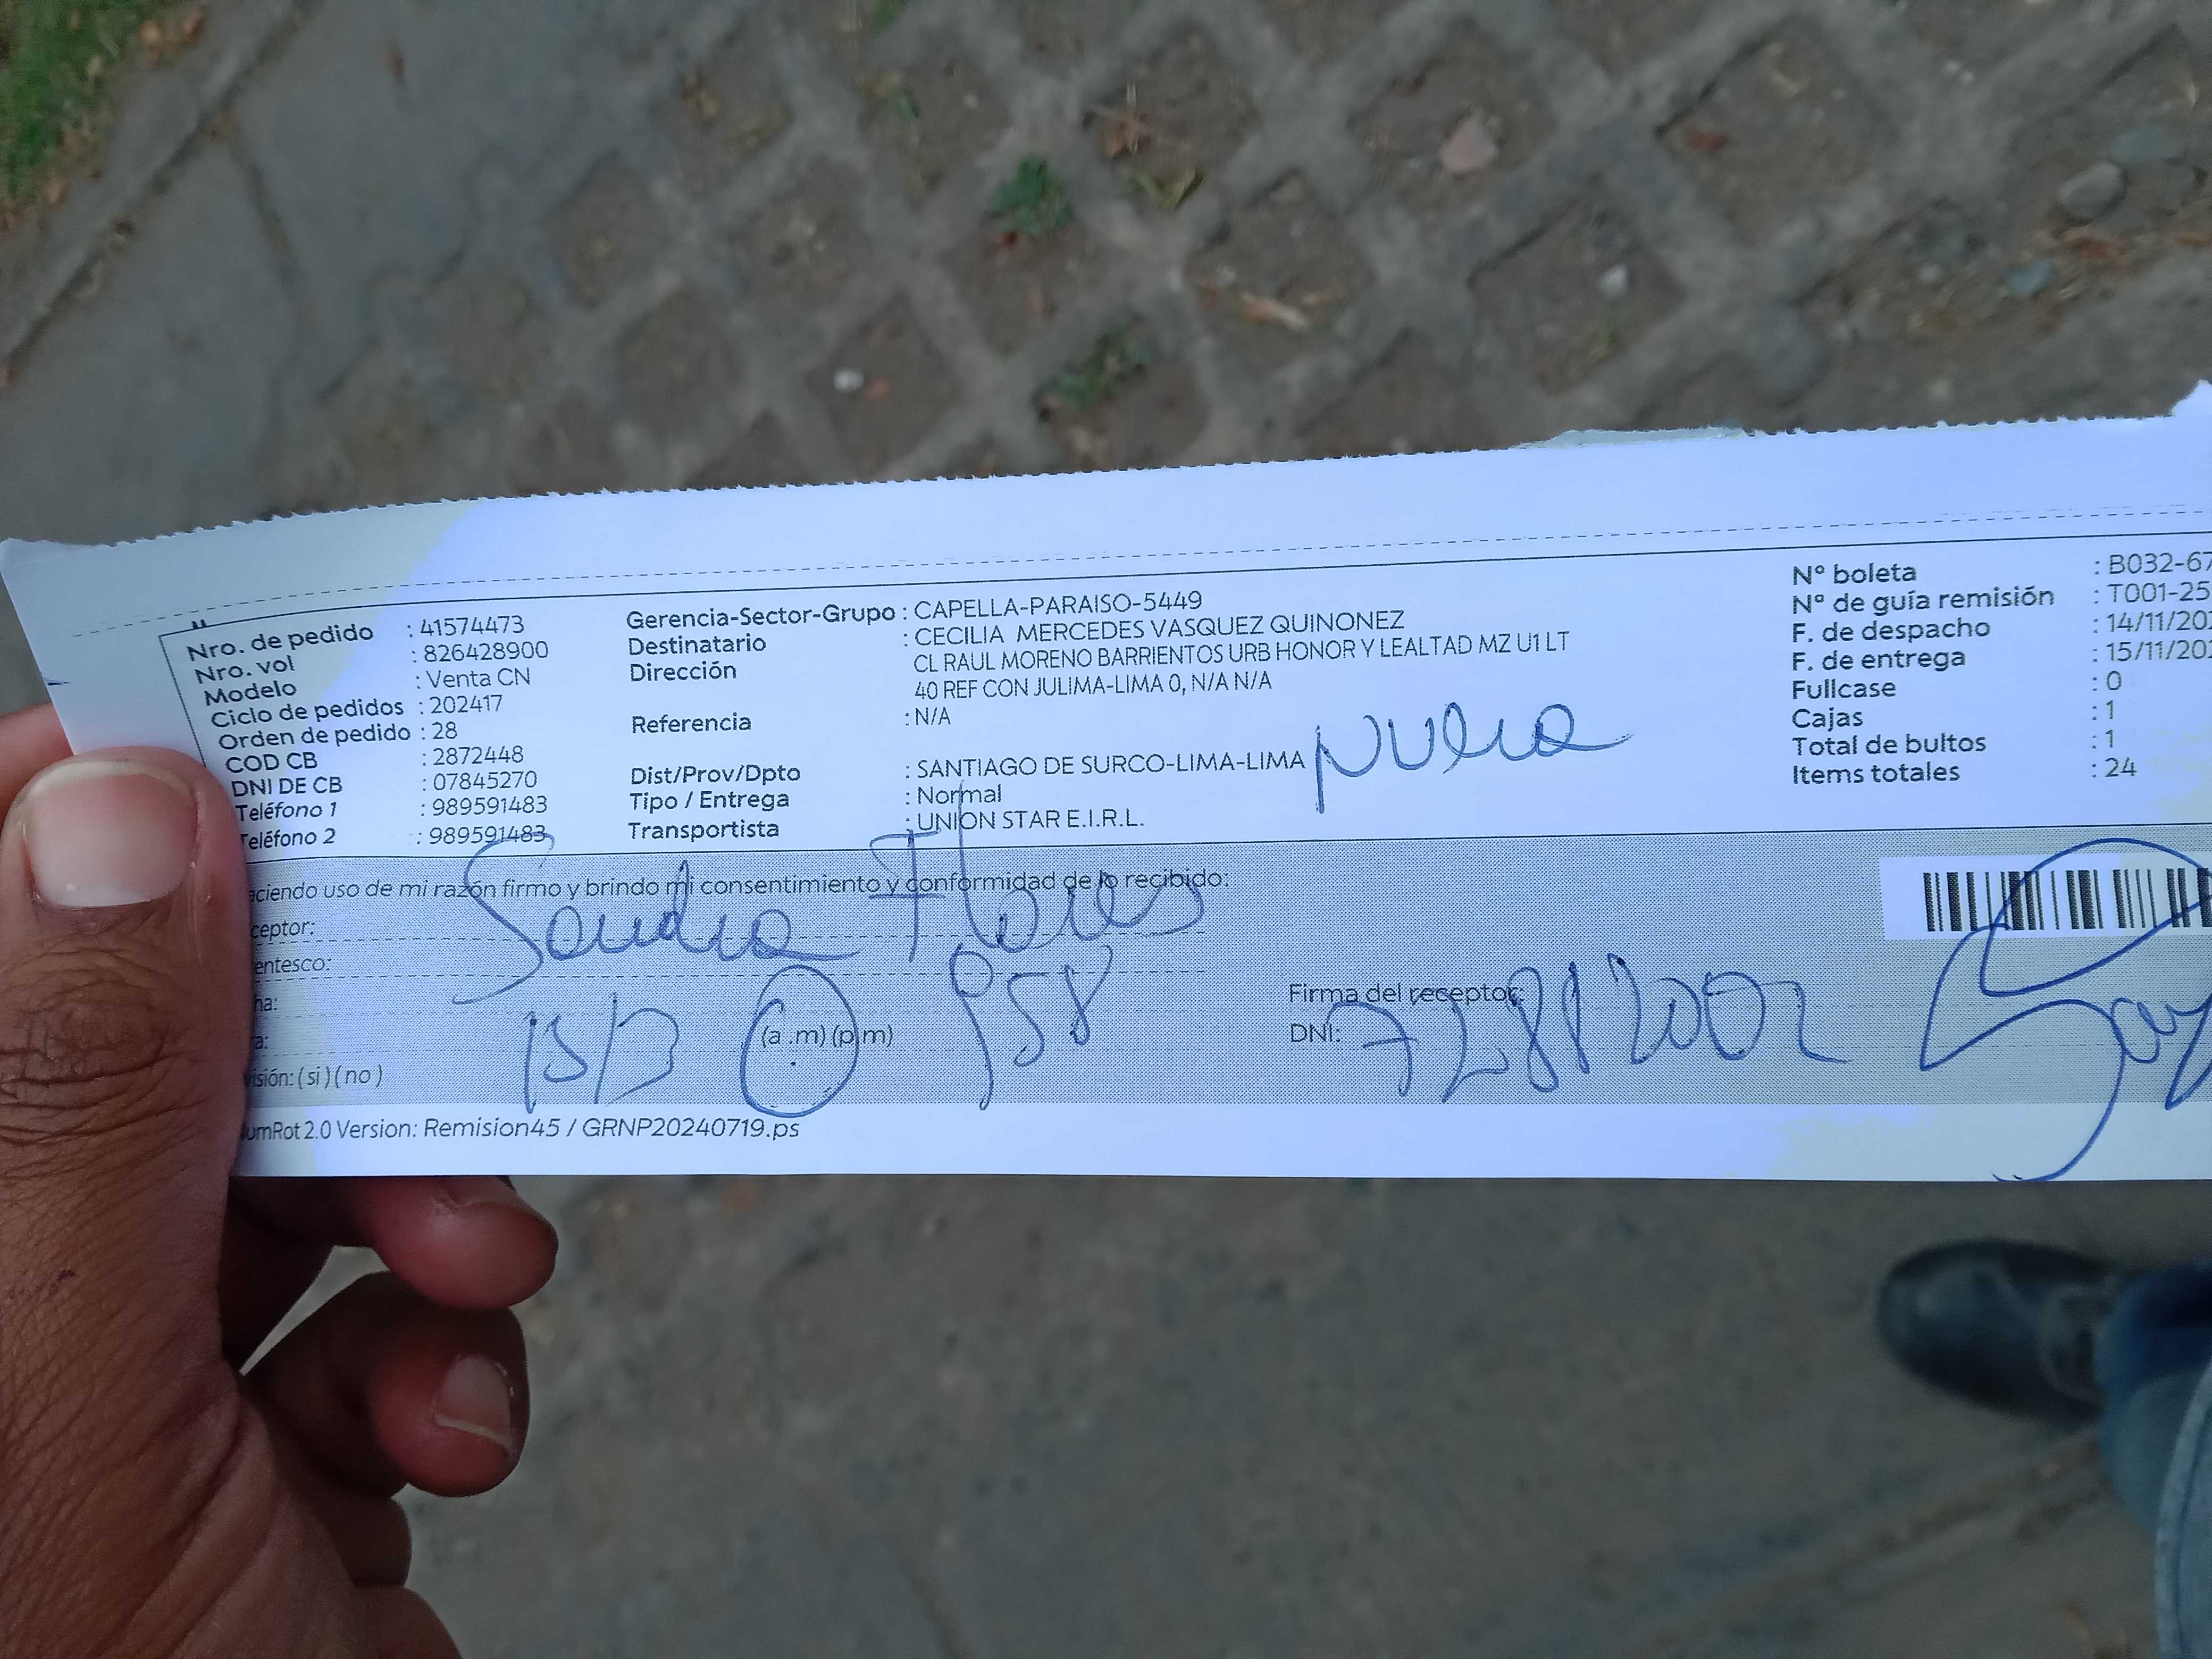 Nro. de pedido : 41574473
Nro. vol : 826428900
Modelo : Venta CN
Ciclo de pedidos : 202417
Orden de pedido : 28
COD CB : 2872448
DNI DE CB : 07845270
Teléfono 1 : 989591483
Teléfono 2 : 989591483
Gerencia-Sector-Grupo : CAPELLA-PARAISO-5449
Destinatario : CECILIA MERCEDES VASQUEZ QUINONEZ
Dirección CL RAUL MORENO BARRIENTOS URB HONOR Y LEALTAD MZ U1 LT
40 REF CON JULIMA-LIMA 0, N/A N/A
Referencia : N/A
Dist/Prov/Dpto : SANTIAGO DE SURCO-LIMA-LIMA
Tipo / Entrega : Normal
Transportista : UNION STAR E.I.R.L.
Nº boleta : B032-67
Nº de guía remisión : T001-25
F. de despacho : 14/11/202
F. de entrega : 15/11/202
Fullcase : 0
Cajas : 1
Total de bultos : 1
Items totales : 24
aciendo uso de mi razón firmo y brindo mi consentimiento y conformidad de lo recibido:
ceptor: Sandra Flores
entesco:
ha:
a: (a .m) (p.m) 958
isión: ( si ) ( no )
Firma del receptor:
DNI:
umRot 2.0 Version: Remision45 / GRNP20240719.ps